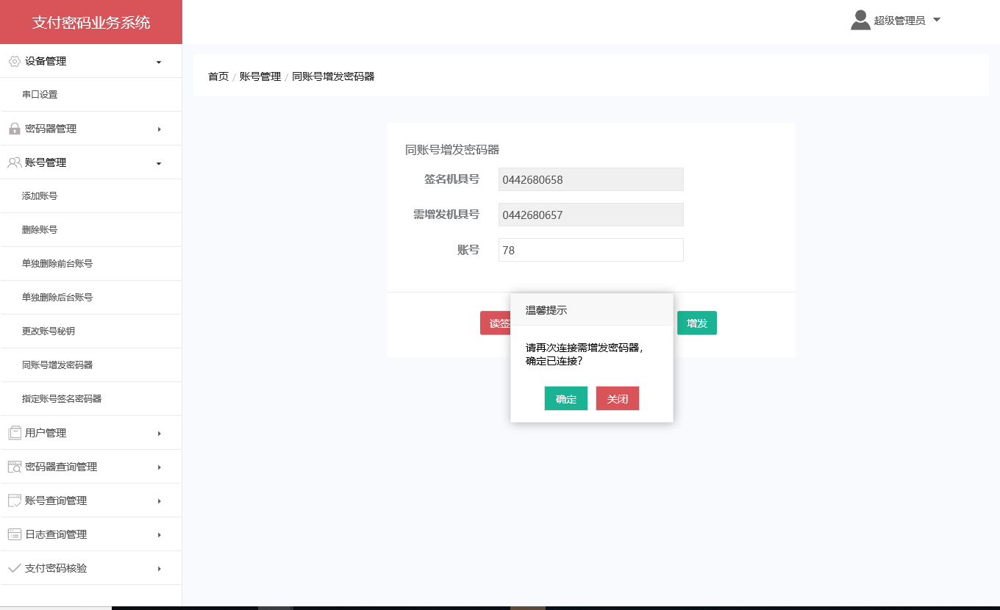 支付密码业务系统
超级管理员
设备管理
串口设置
密码器管理
账号管理
添加账号
删除账号
单独删除前台账号
单独删除后台账号
更改账号秘钥
同账号增发密码器
指定账号签名密码器
用户管理
密码器查询管理
账号查询管理
日志查询管理
支付密码核验
首页 / 账号管理 / 同账号增发密码器
同账号增发密码器
签名机具号 0442680658
需增发机具号 0442680657
账号 78
读签
增发
温馨提示
请再次连接需增发密码器，
确定已连接？
确定 关闭